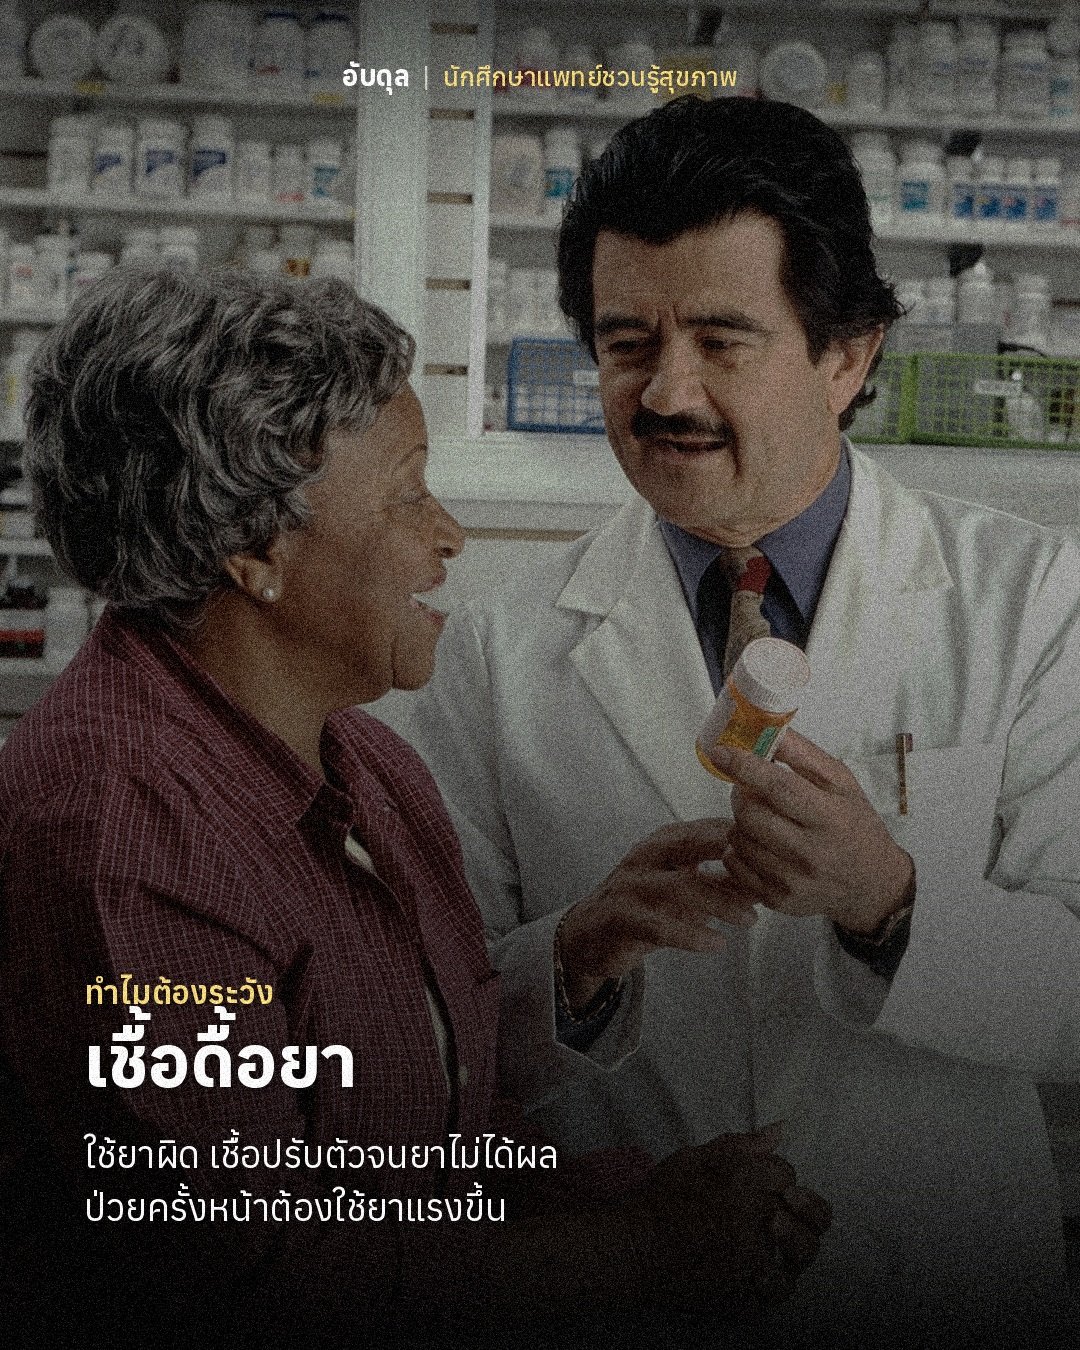 อับดุล | นักศึกษาแพทย์ชวนรู้สุขภาพ
ทำไมต้องระวัง
เชื้อดื้อยา
ใช้ยาผิด เชื้อปรับตัวจนยาไม่ได้ผล
ป่วยครั้งหน้าต้องใช้ยาแรงขึ้น